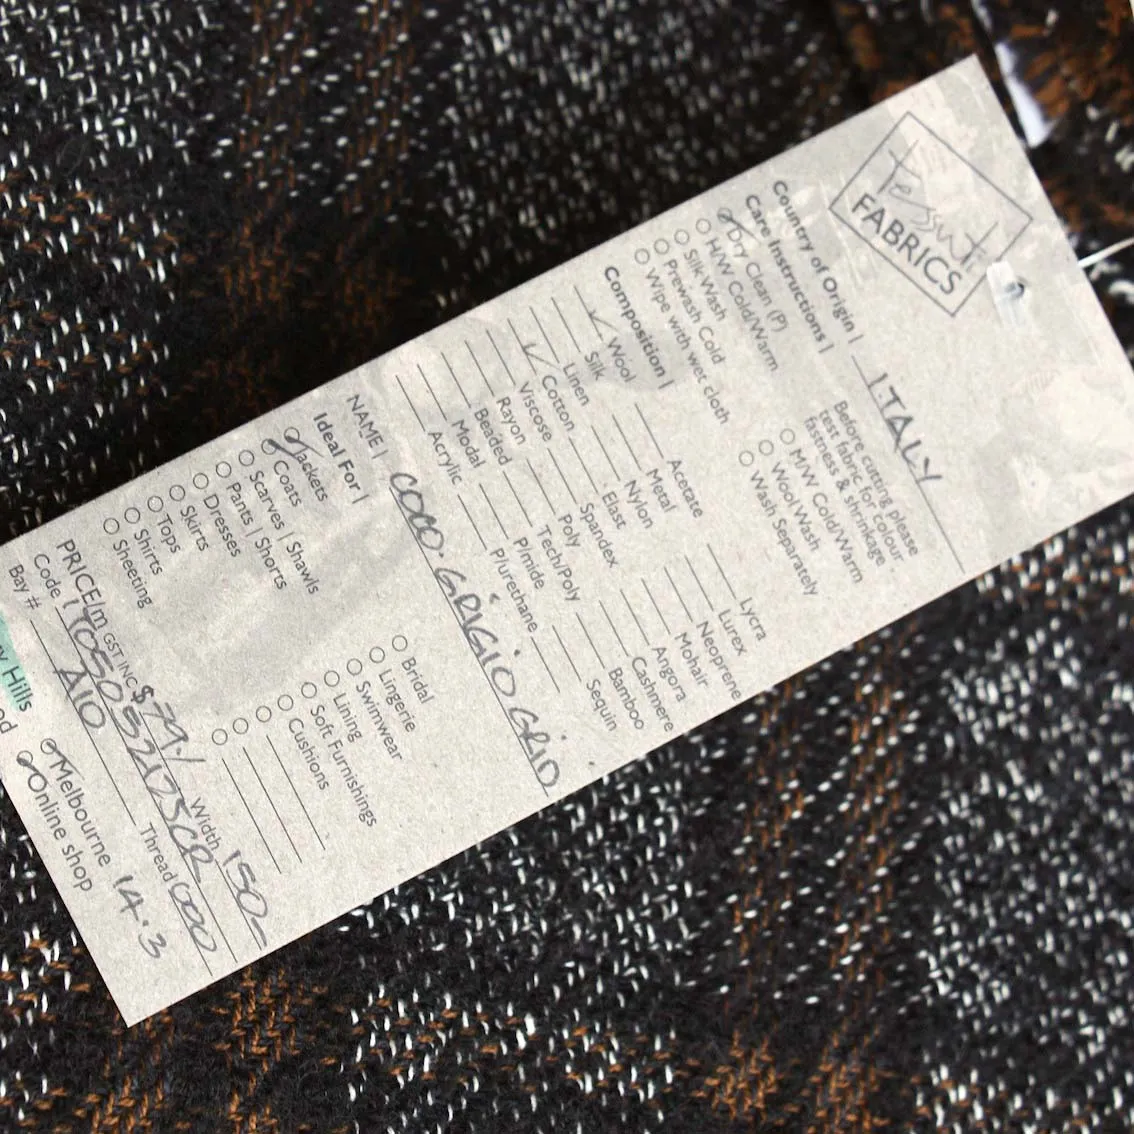 Tessuti
FABRICS
Country of Origin | ITALY
Care Instructions |
Dry Clean (P)
H/W Cold/Warm
Silk Wash
Prewash Cold
Wipe with wet cloth
Before cutting please
test fabric for colour
fastness & shrinkage
M/W Cold/Warm
Wool Wash
Wash Separately
Composition |
✓ Wool
Silk
Linen
✓ Cotton
Viscose
Rayon
Beaded
Modal
Acrylic
Acetate
Metal
Nylon
Elast
Spandex
Poly
Tech/Poly
P/mide
P/urethane
Lycra
Lurex
Neoprene
Mohair
Angora
Cashmere
Bamboo
Sequin
NAME | COCO. GRIGIO GRID
Ideal For |
Jackets
Coats
Scarves | Shawls
Pants | Shorts
Dresses
Skirts
Tops
Shirts
Sheeting
Bridal
Lingerie
Swimwear
Lining
Soft Furnishings
Cushions
PRICE/m GST INC $79./ Width 150-
Code | Thread
Bay # A10
y Hills
Melbourne 14.3
Online shop